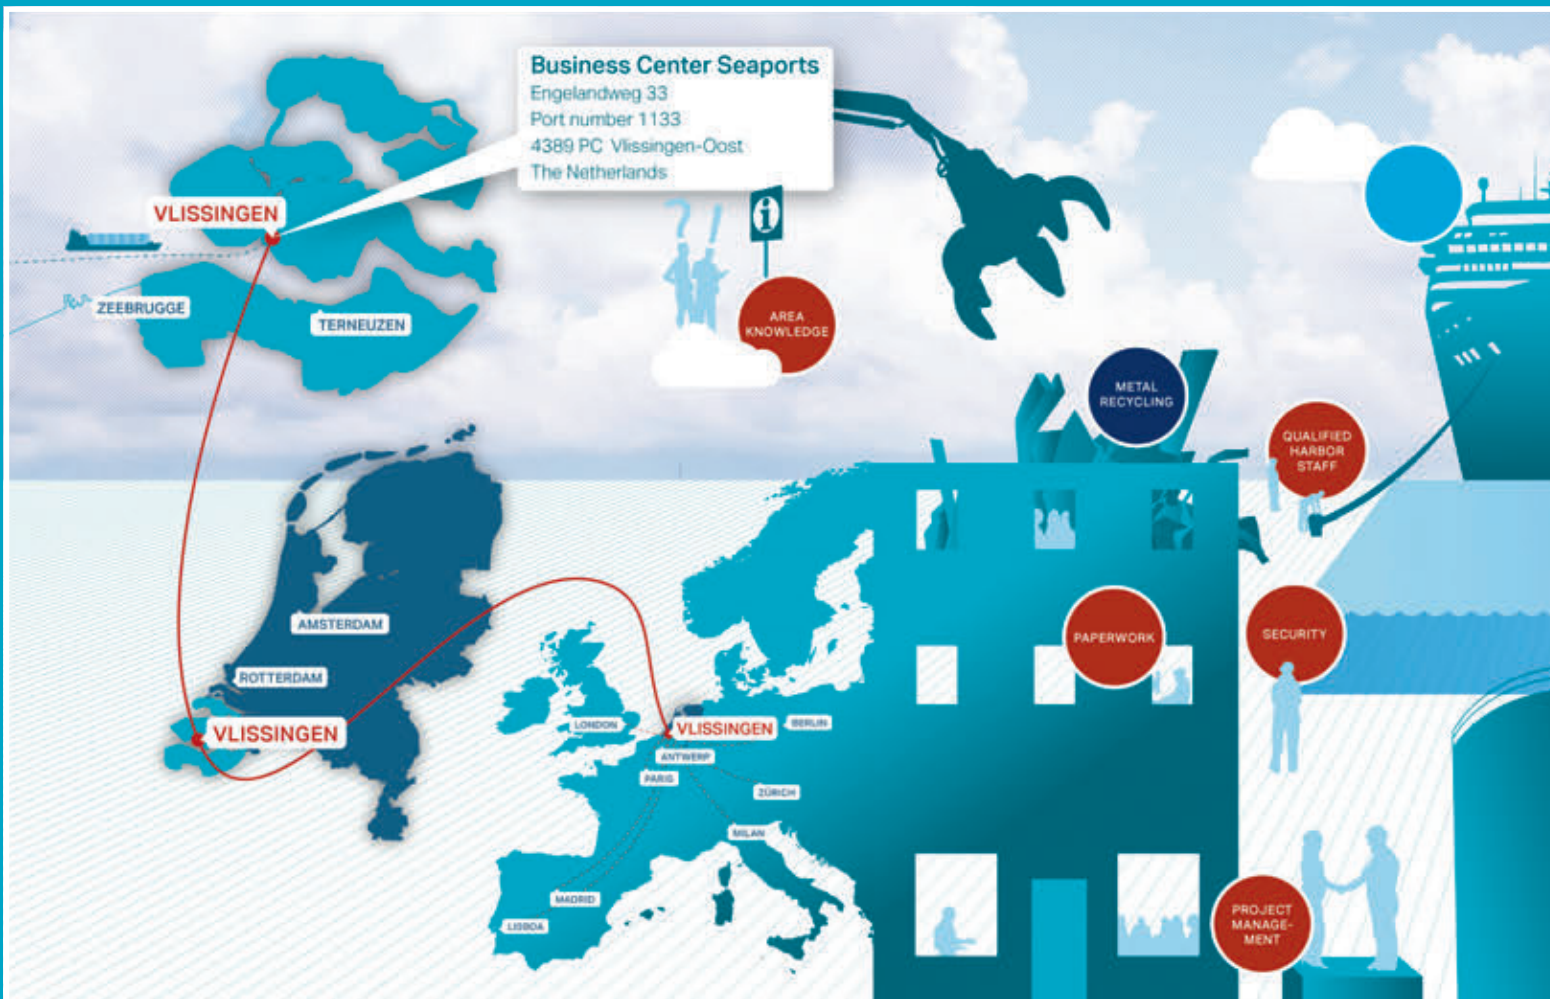 Business Center Seaports
Engelandweg 33
Port number 1133
4389 PC Vlissingen-Oost
The Netherlands
VLISSINGEN
ZEEBRUGGE
TERNEUZEN
i
?!
AREA
KNOWLEDGE
METAL
RECYCLING
QUALIFIED
HARBOR
STAFF
AMSTERDAM
ROTTERDAM
VLISSINGEN
PAPERWORK
SECURITY
LONDON
VLISSINGEN
BERLIN
ANTWERP
PARIS
ZÜRICH
MILAN
MADRID
LISBOA
PROJECT
MANAGE-
MENT